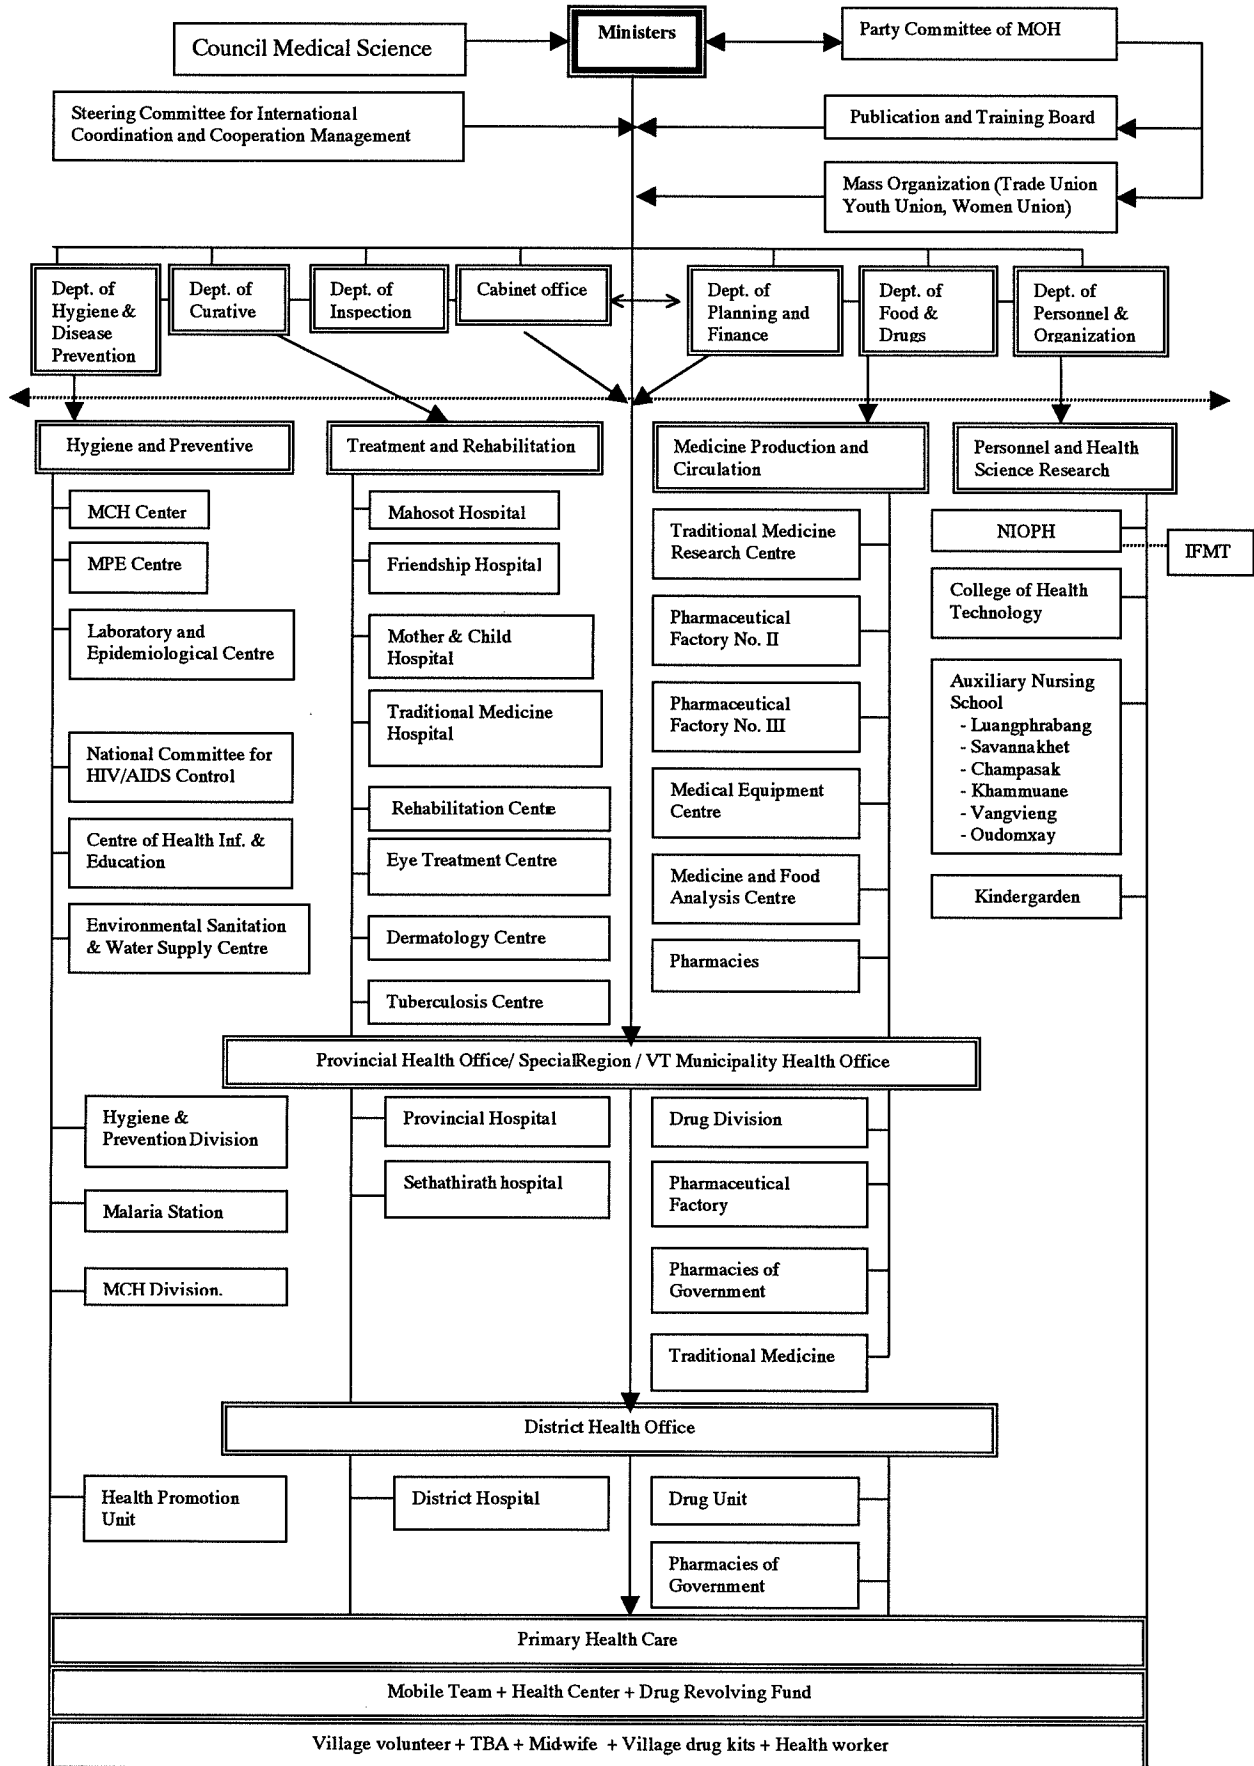 Council Medical Science
Ministers
Party Committee of MOH
Steering Committee for International
Coordination and Cooperation Management
Publication and Training Board
Mass Organization (Trade Union
Youth Union, Women Union)
Dept. of
Hygiene &
Disease
Prevention
Dept. of
Curative
Dept. of
Inspection
Cabinet office
Dept. of
Planning and
Finance
Dept. of
Food &
Drugs
Dept. of
Personnel &
Organization
Hygiene and Preventive
MCH Center
MPE Centre
Laboratory and
Epidemiological Centre
National Committee for
HIV/AIDS Control
Centre of Health Inf. &
Education
Environmental Sanitation
& Water Supply Centre
Treatment and Rehabilitation
Mahosot Hospital
Friendship Hospital
Mother & Child
Hospital
Traditional Medicine
Hospital
Rehabilitation Centre
Eye Treatment Centre
Dermatology Centre
Tuberculosis Centre
Medicine Production and
Circulation
Traditional Medicine
Research Centre
Pharmaceutical
Factory No. II
Pharmaceutical
Factory No. III
Medical Equipment
Centre
Medicine and Food
Analysis Centre
Pharmacies
Personnel and Health
Science Research
NIOPH
IFMT
College of Health
Technology
Auxiliary Nursing
School
- Luangphrabang
- Savannakhet
- Champasak
- Khammuane
- Vangvieng
- Oudomxay
Kindergarden
Provincial Health Office/ SpecialRegion / VT Municipality Health Office
Hygiene &
Prevention Division
Malaria Station
MCH Division.
Provincial Hospital
Sethathirath hospital
Drug Division
Pharmaceutical
Factory
Pharmacies of
Government
Traditional Medicine
District Health Office
Health Promotion
Unit
District Hospital
Drug Unit
Pharmacies of
Government
Primary Health Care
Mobile Team + Health Center + Drug Revolving Fund
Village volunteer + TBA + Midwife + Village drug kits + Health worker